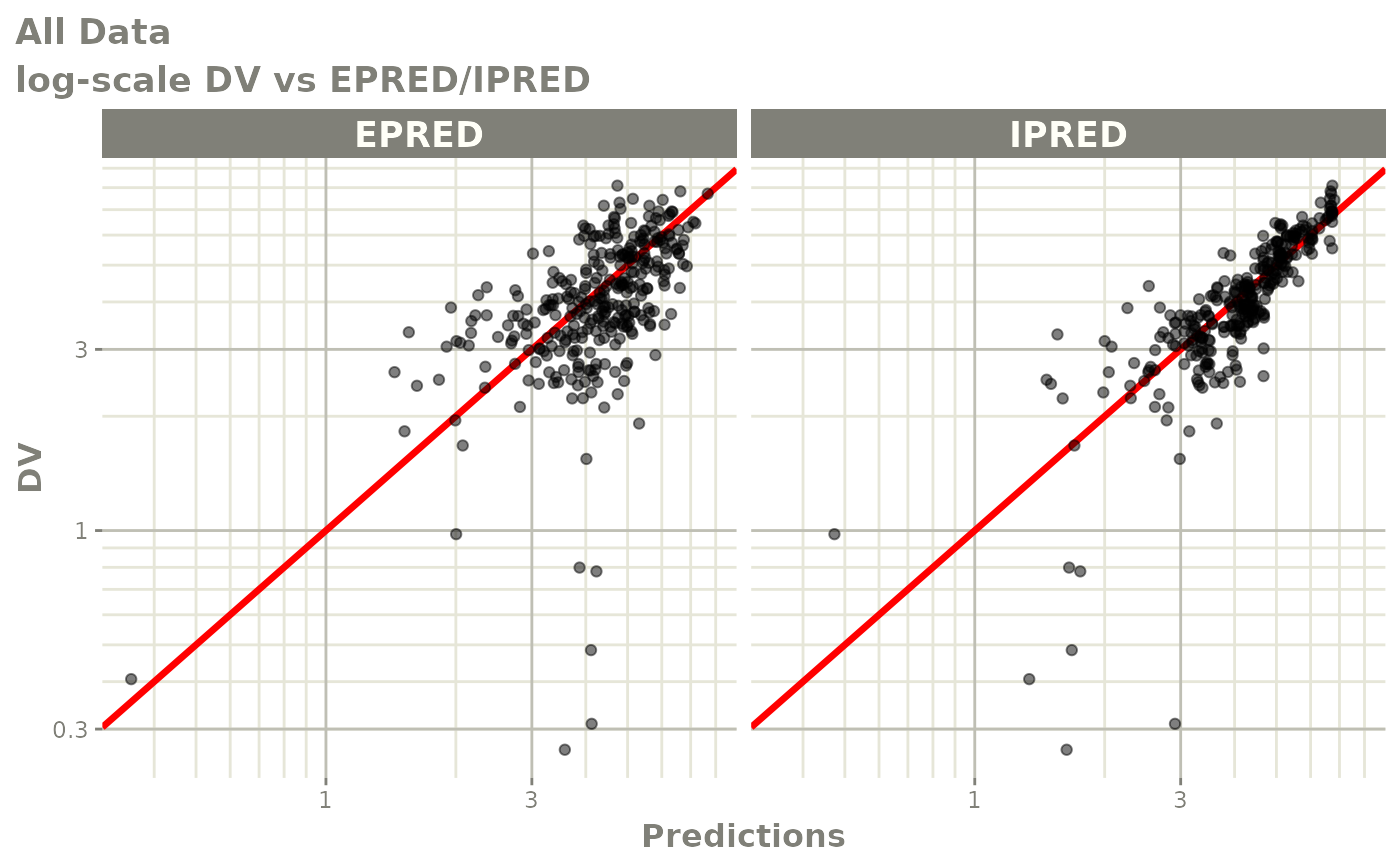 All Data
log-scale DV vs EPRED/IPRED
EPRED
IPRED
DV
3
1
0.3
1
3
1
3
Predictions